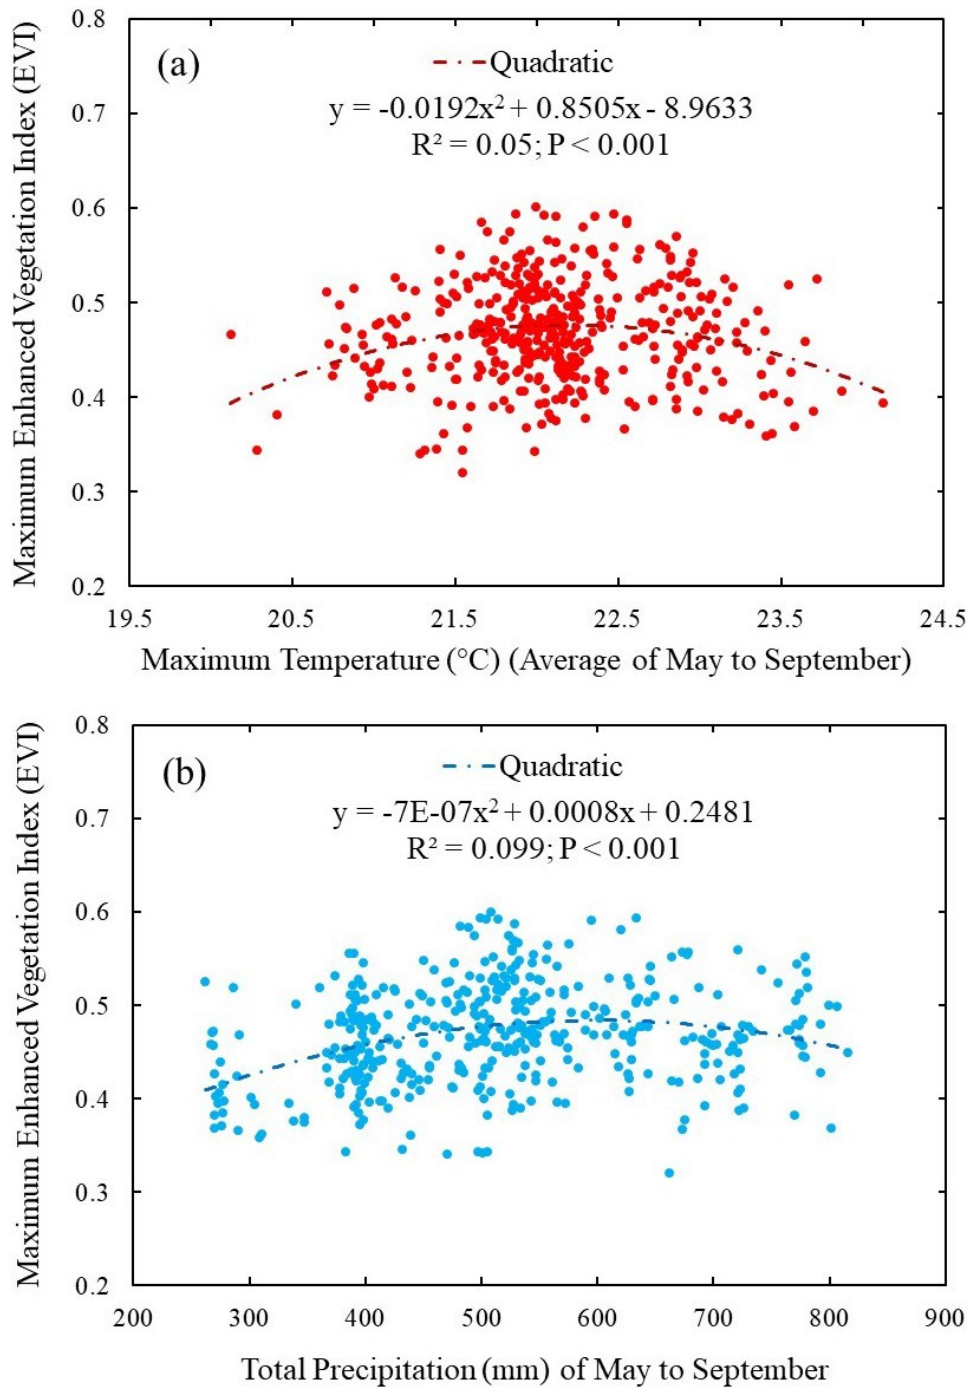 0.8
0.7
0.6
0.5
0.4
0.3
0.2
Maximum Enhanced Vegetation Index (EVI)
(a)
Quadratic
y = -0.0192x² + 0.8505x - 8.9633
R² = 0.05; P < 0.001
19.5 20.5 21.5 22.5 23.5 24.5
Maximum Temperature (°C) (Average of May to September)
0.8
0.7
0.6
0.5
0.4
0.3
0.2
Maximum Enhanced Vegetation Index (EVI)
(b)
Quadratic
y = -7E-07x² + 0.0008x + 0.2481
R² = 0.099; P < 0.001
200 300 400 500 600 700 800 900
Total Precipitation (mm) of May to September